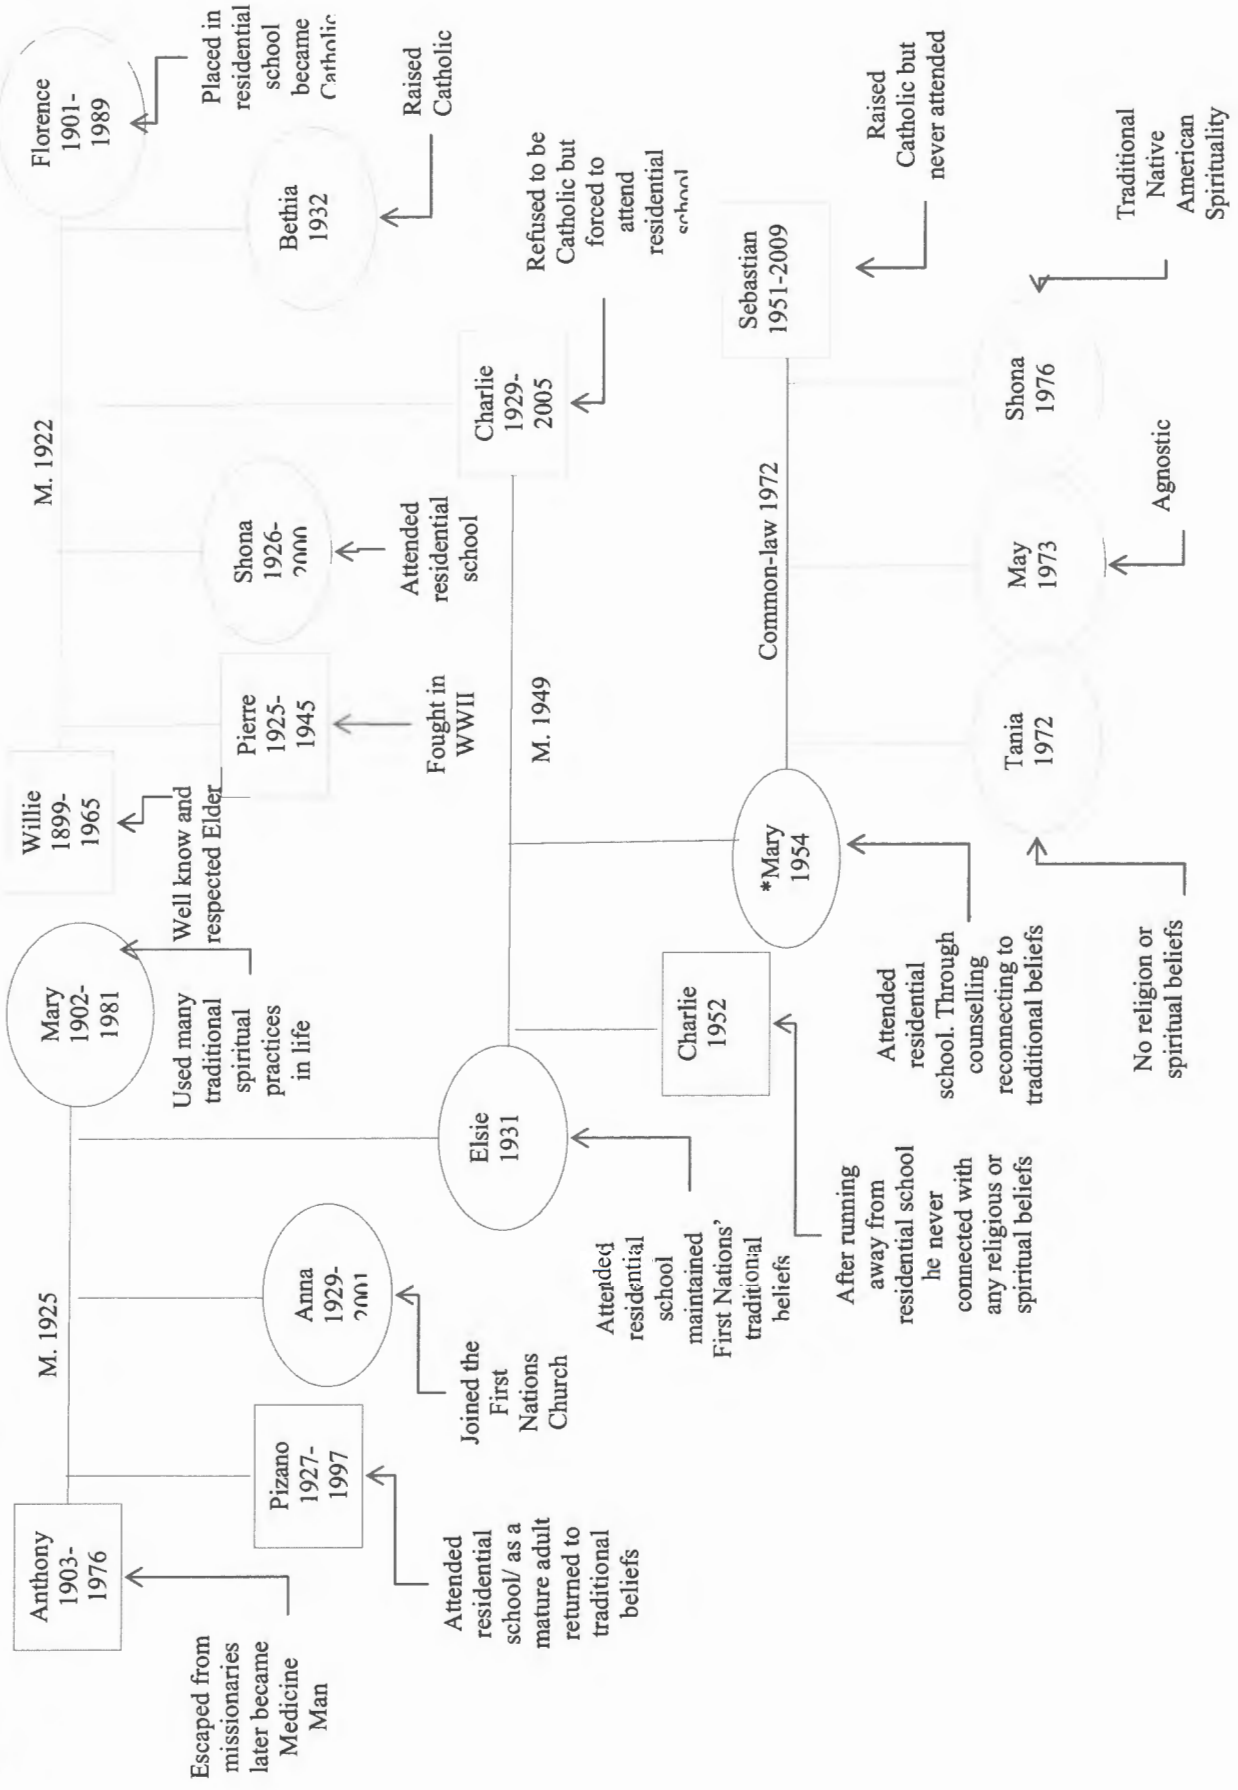 Anthony
1903-
1976
M. 1925
Mary
1902-
1981
Willie
1899-
1965
M. 1922
Florence
1901-
1989
Escaped from
missionaries
later became
Medicine
Man
Used many
traditional
spiritual
practices
in life
Well know and
respected Elder
Placed in
residential
school
became
Catholic
Pizano
1927-
1997
Anna
1929-
2001
Pierre
1925-
1945
Shona
1926-
2000
Bethia
1932
Attended
residential
school/ as a
mature adult
returned to
traditional
beliefs
Joined the
First
Nations
Church
Elsie
1931
M. 1949
Charlie
1929-
2005
Fought in
WWII
Attended
residential
school
Raised
Catholic
Attended
residential
school
maintained
First Nations’
traditional
beliefs
Refused to be
Catholic but
forced to
attend
residential
school
Charlie
1952
*Mary
1954
Common-law 1972
Sebastian
1951-2009
After running
away from
residential school
he never
connected with
any religious or
spiritual beliefs
Attended
residential
school. Through
counselling
reconnecting to
traditional beliefs
Raised
Catholic but
never attended
Tania
1972
May
1973
Shona
1976
No religion or
spiritual beliefs
Agnostic
Traditional
Native
American
Spirituality